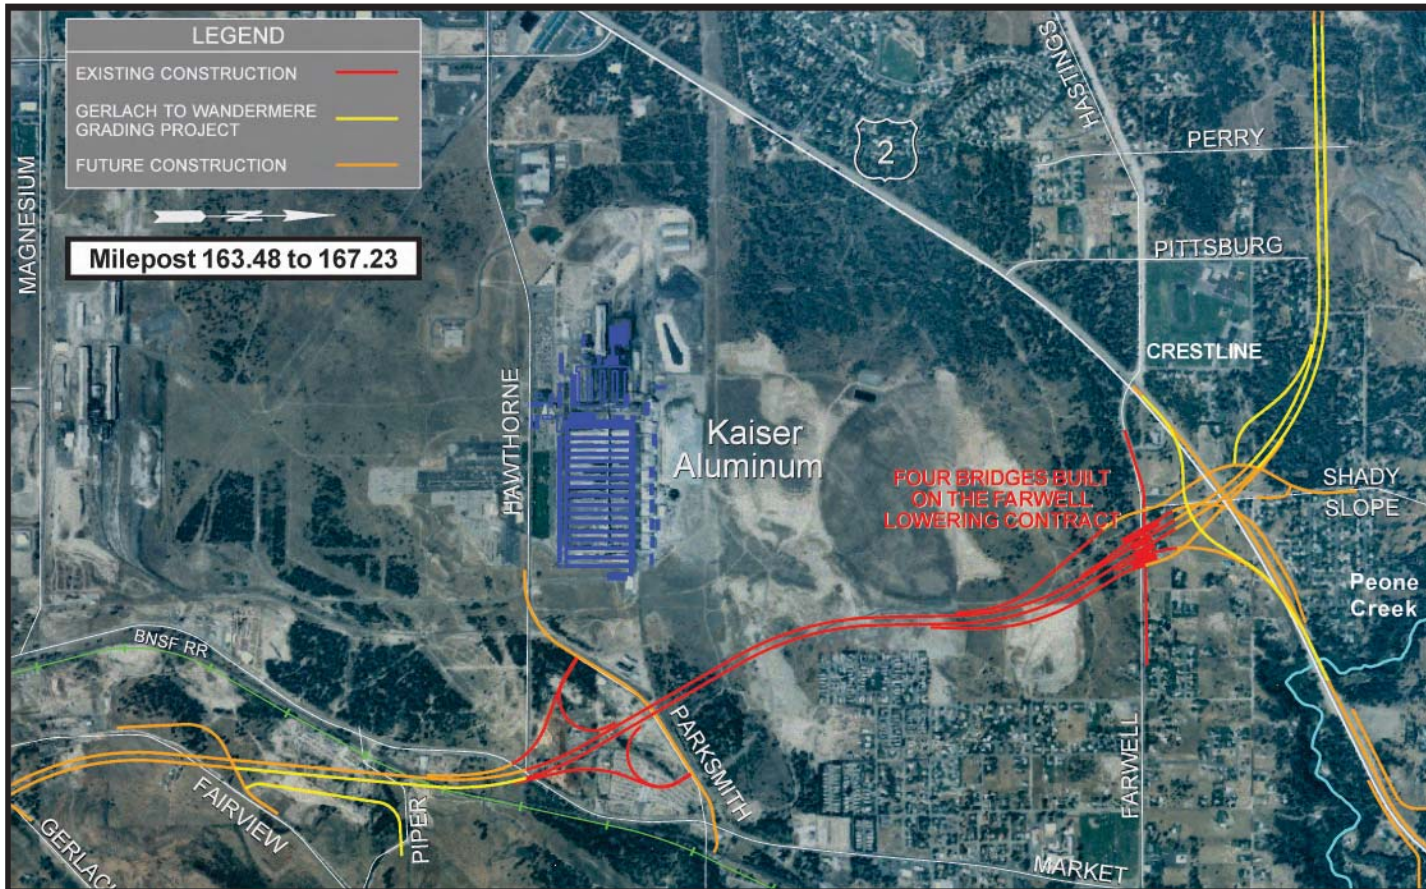 LEGEND
EXISTING CONSTRUCTION
GERLACH TO WANDERMERE
GRADING PROJECT
FUTURE CONSTRUCTION
N
Milepost 163.48 to 167.23
MAGNESIUM
HAWTHORNE
Kaiser
Aluminum
2
HASTINGS
PERRY
PITTSBURG
CRESTLINE
FOUR BRIDGES BUILT
ON THE FARWELL
LOWERING CONTRACT
SHADY
SLOPE
Peone
Creek
BNSF RR
PARKSMITH
FARWELL
FAIRVIEW
PIPER
GERLACH
MARKET